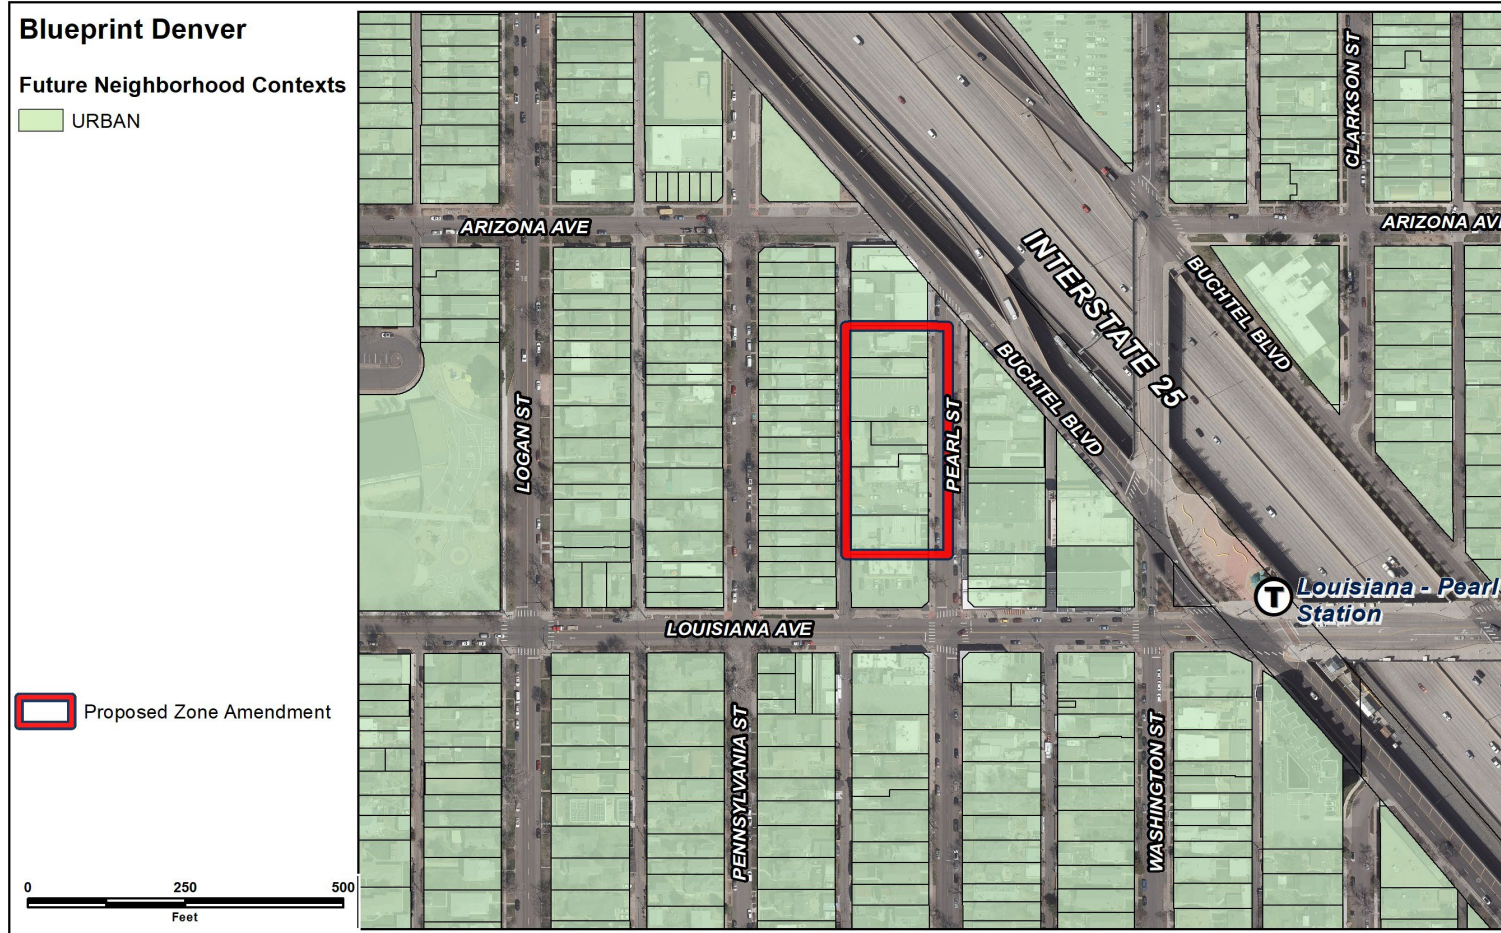 Blueprint Denver
Future Neighborhood Contexts
URBAN
Proposed Zone Amendment
0 250 500
Feet
CLARKSON ST
ARIZONA AVE
ARIZONA AVE
INTERSTATE 25
BUCHTEL BLVD
BUCHTEL BLVD
LOGAN ST
PEARL ST
T
Louisiana - Pearl
Station
LOUISIANA AVE
PENNSYLVANIA ST
WASHINGTON ST